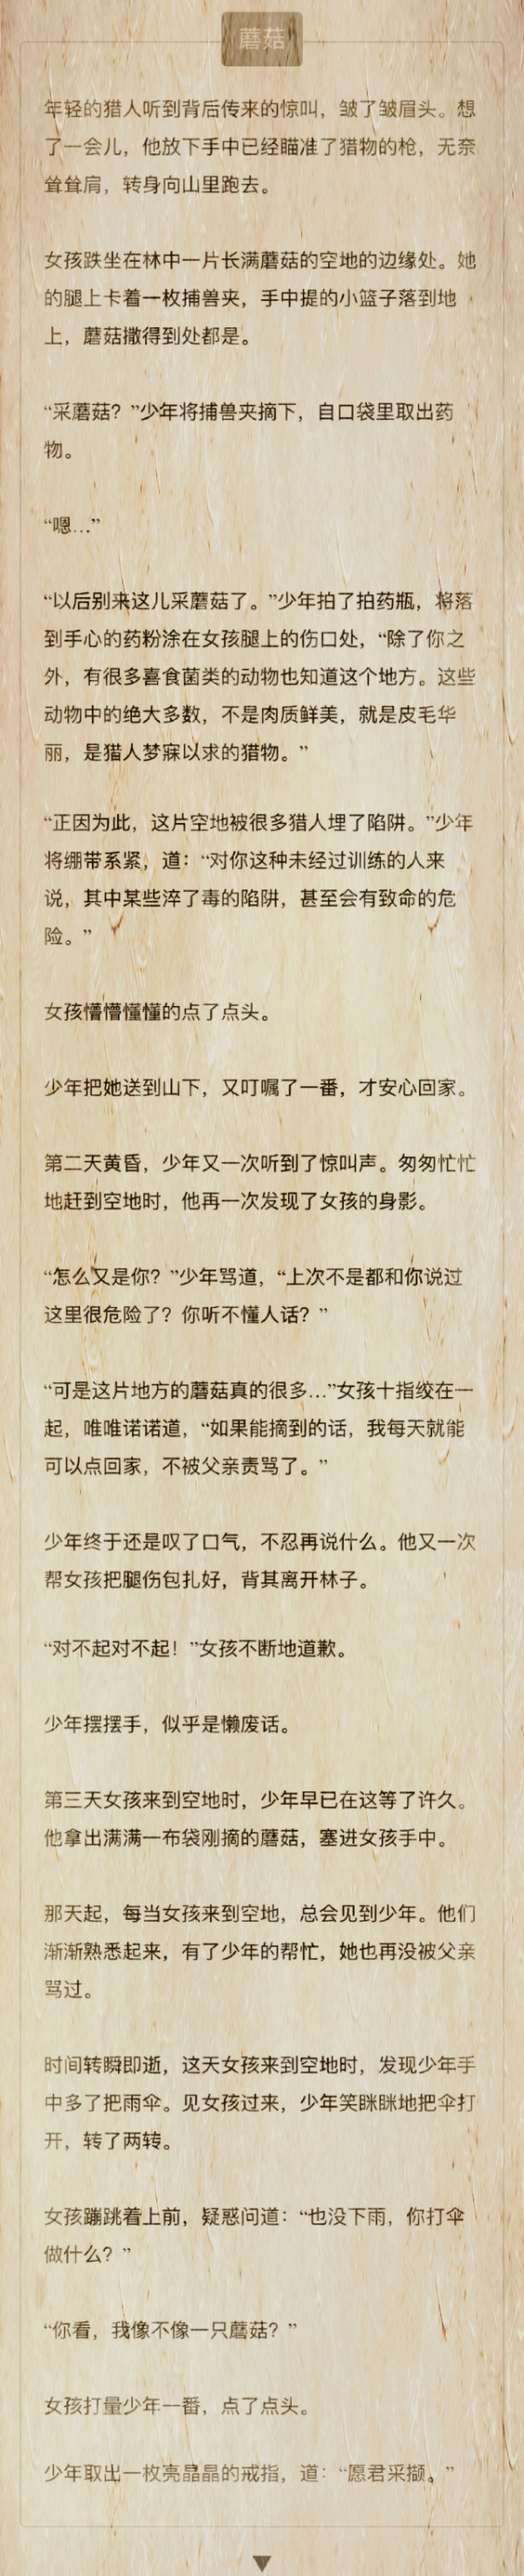 蘑菇
年轻的猎人听到背后传来的惊叫，皱了皱眉头。想
了一会儿，他放下手中已经瞄准了猎物的枪，无奈
耸耸肩，转身向山里跑去。
女孩跌坐在林中一片长满蘑菇的空地的边缘处。她
的腿上卡着一枚捕兽夹，手中提的小篮子落到地
上，蘑菇撒得到处都是。
“采蘑菇？”少年将捕兽夹摘下，自口袋里取出药
物。
“嗯…”
“以后别来这儿采蘑菇了。”少年拍了拍药瓶，将落
到手心的药粉涂在女孩腿上的伤口处，“除了你之
外，有很多喜食菌类的动物也知道这个地方。这些
动物中的绝大多数，不是肉质鲜美，就是皮毛华
丽，是猎人梦寐以求的猎物。”
“正因为此，这片空地被很多猎人埋了陷阱。”少年
将绷带系紧，道：“对你这种未经过训练的人来
说，其中某些淬了毒的陷阱，甚至会有致命的危
险。”
女孩懵懵懂懂的点了点头。
少年把她送到山下，又叮嘱了一番，才安心回家。
第二天黄昏，少年又一次听到了惊叫声。匆匆忙忙
地赶到空地时，他再一次发现了女孩的身影。
“怎么又是你？”少年骂道，“上次不是都和你说过
这里很危险了？你听不懂人话？”
“可是这片地方的蘑菇真的很多…”女孩十指绞在一
起，唯唯诺诺道，“如果能摘到的话，我每天就能
可以点回家，不被父亲责骂了。”
少年终于还是叹了口气，不忍再说什么。他又一次
帮女孩把腿伤包扎好，背其离开林子。
“对不起对不起！”女孩不断地道歉。
少年摆摆手，似乎是懒废话。
第三天女孩来到空地时，少年早已在这等了许久。
他拿出满满一布袋刚摘的蘑菇，塞进女孩手中。
那天起，每当女孩来到空地，总会见到少年。他们
渐渐熟悉起来，有了少年的帮忙，她也再没被父亲
骂过。
时间转瞬即逝，这天女孩来到空地时，发现少年手
中多了把雨伞。见女孩过来，少年笑眯眯地把伞打
开，转了两转。
女孩蹦跳着上前，疑惑问道：“也没下雨，你打伞
做什么？”
“你看，我像不像一只蘑菇？”
女孩打量少年一番，点了点头。
少年取出一枚亮晶晶的戒指，道：“愿君采撷。”